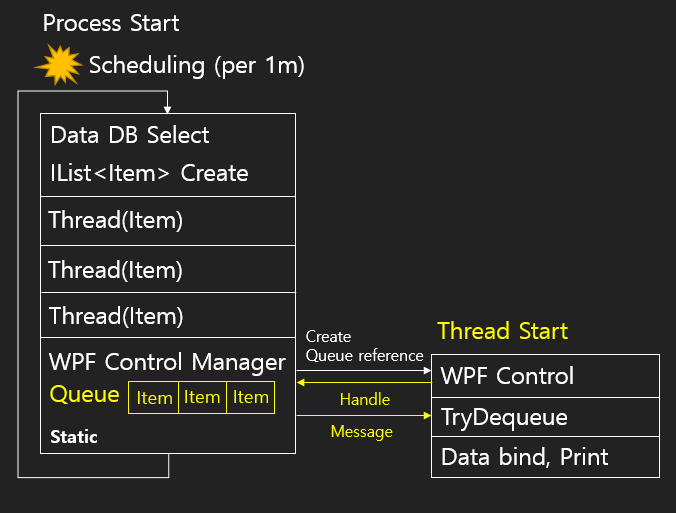 Process Start
Scheduling (per 1m)
Data DB Select
IList<Item> Create
Thread(Item)
Thread(Item)
Thread(Item)
WPF Control Manager
Queue Item Item Item
Static
Create
Queue reference
Handle
Message
Thread Start
WPF Control
TryDequeue
Data bind, Print